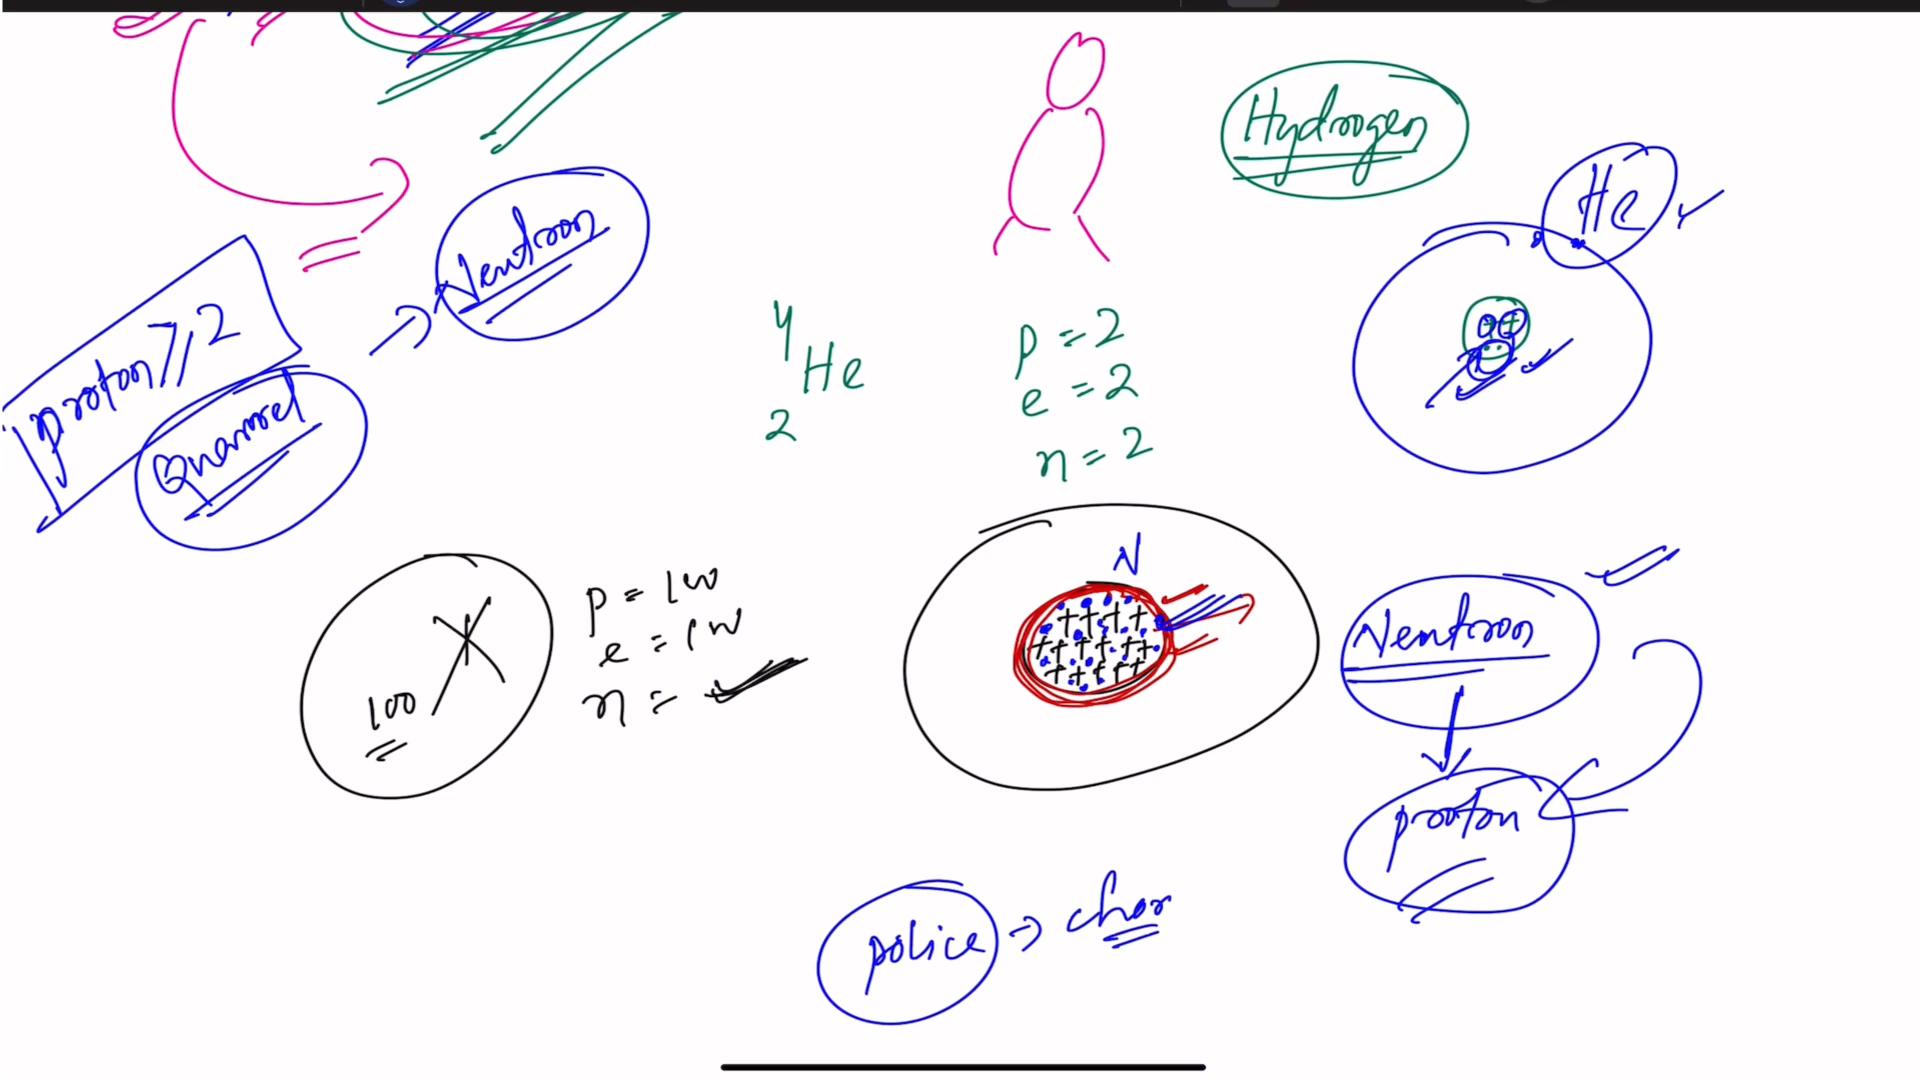 Hydrogen
He
Neutron
proton ≥ 2
Quarrel
4
He
2
p = 2
e = 2
n = 2
100
X
p = 100
e = 100
n =
N
+ + + +
+ + + + + +
+ + + + +
Neutron
proton
police → chor